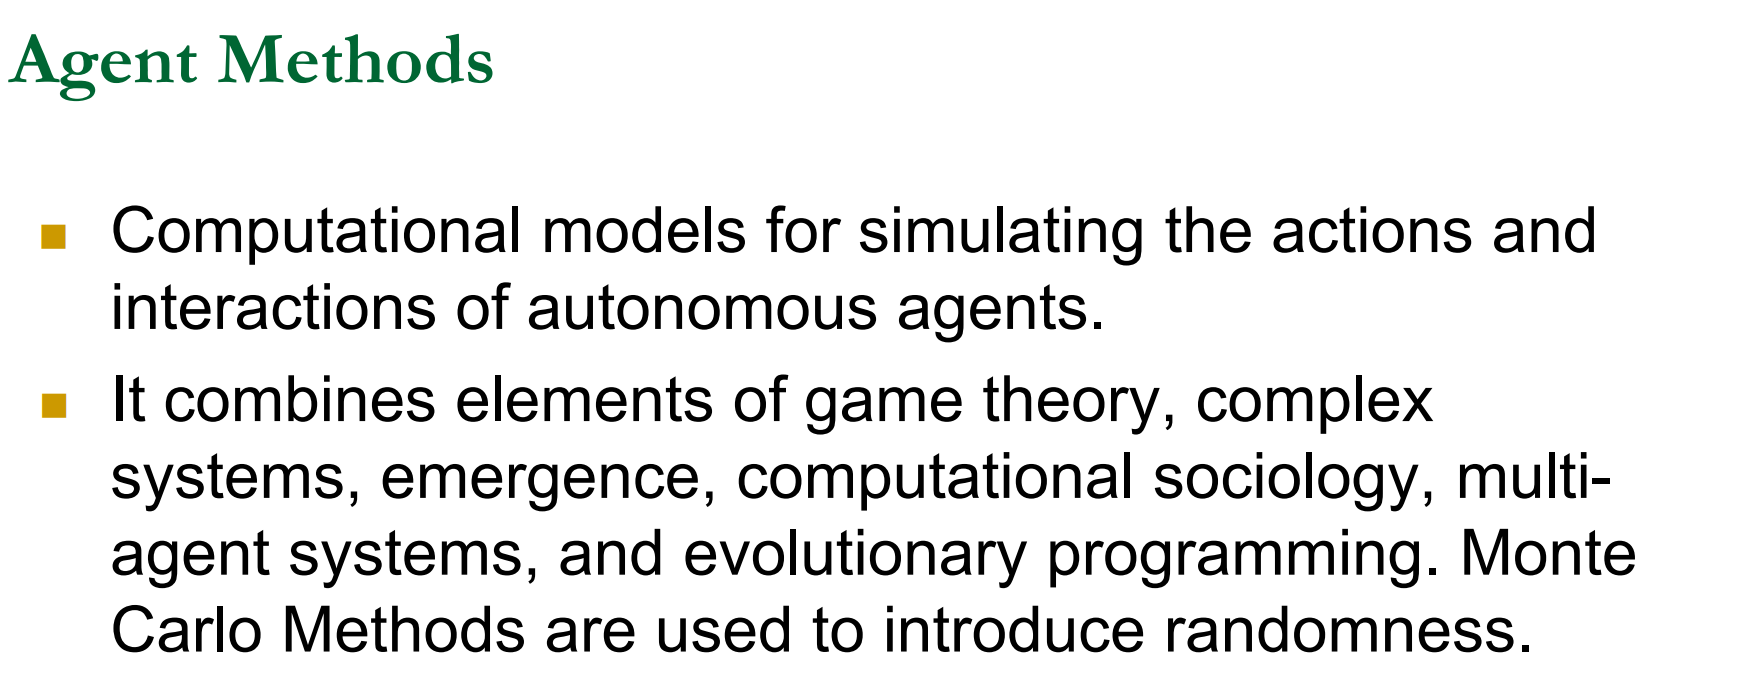 Agent Methods
Computational models for simulating the actions and
interactions of autonomous agents.
It combines elements of game theory, complex
systems, emergence, computational sociology, multi-
agent systems, and evolutionary programming. Monte
Carlo Methods are used to introduce randomness.